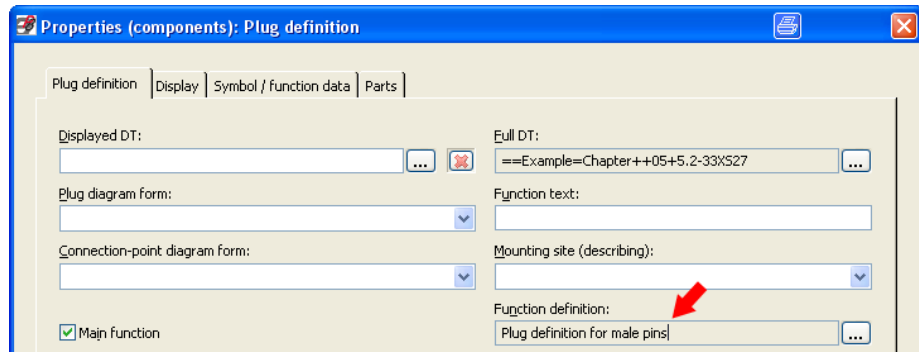 Properties (components): Plug definition
Plug definition Display Symbol / function data Parts
Displayed DT: Full DT:
... ==Example=Chapter++05+5.2-33XS27 ...
Plug diagram form: Function text:
Connection-point diagram form: Mounting site (describing):
Function definition:
Main function Plug definition for male pins ...